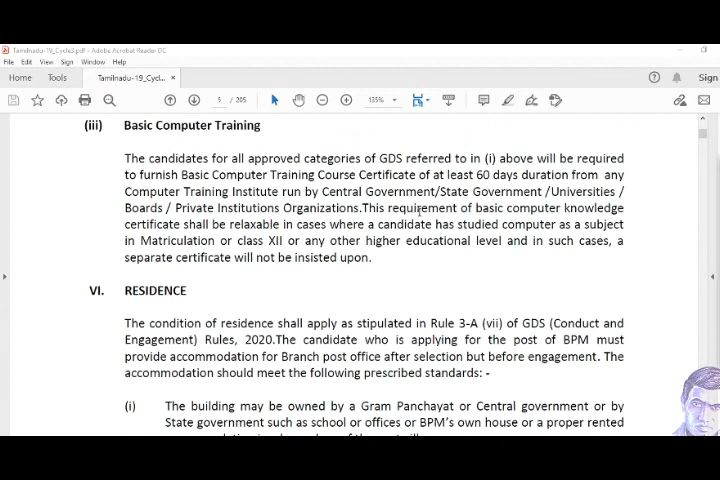 Tamilnadu-19_Cycle3.pdf - Adobe Acrobat Reader DC
File Edit View Sign Window Help
Home Tools Tamilnadu-19_Cycl... × Sign
5 / 205 135%
(iii) Basic Computer Training
The candidates for all approved categories of GDS referred to in (i) above will be required
to furnish Basic Computer Training Course Certificate of at least 60 days duration from any
Computer Training Institute run by Central Government/State Government /Universities /
Boards / Private Institutions Organizations.This requirement of basic computer knowledge
certificate shall be relaxable in cases where a candidate has studied computer as a subject
in Matriculation or class XII or any other higher educational level and in such cases, a
separate certificate will not be insisted upon.
VI. RESIDENCE
The condition of residence shall apply as stipulated in Rule 3-A (vii) of GDS (Conduct and
Engagement) Rules, 2020.The candidate who is applying for the post of BPM must
provide accommodation for Branch post office after selection but before engagement. The
accommodation should meet the following prescribed standards: -
(i) The building may be owned by a Gram Panchayat or Central government or by
State government such as school or offices or BPM's own house or a proper rented